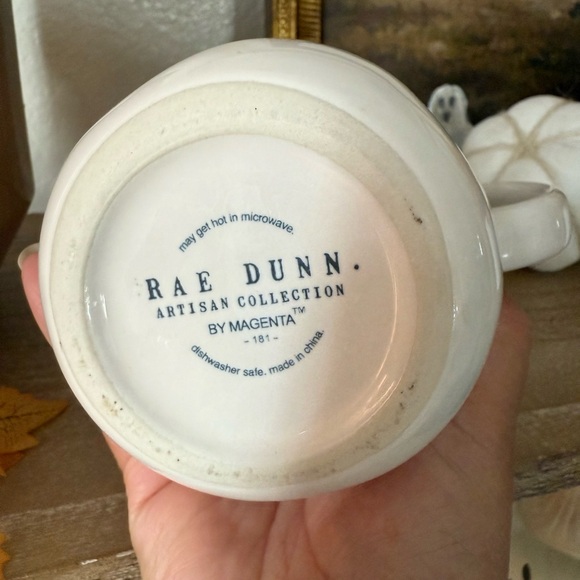 may get hot in microwave.
RAE DUNN.
ARTISAN COLLECTION
BY MAGENTA™
- 181 -
dishwasher safe. made in china.